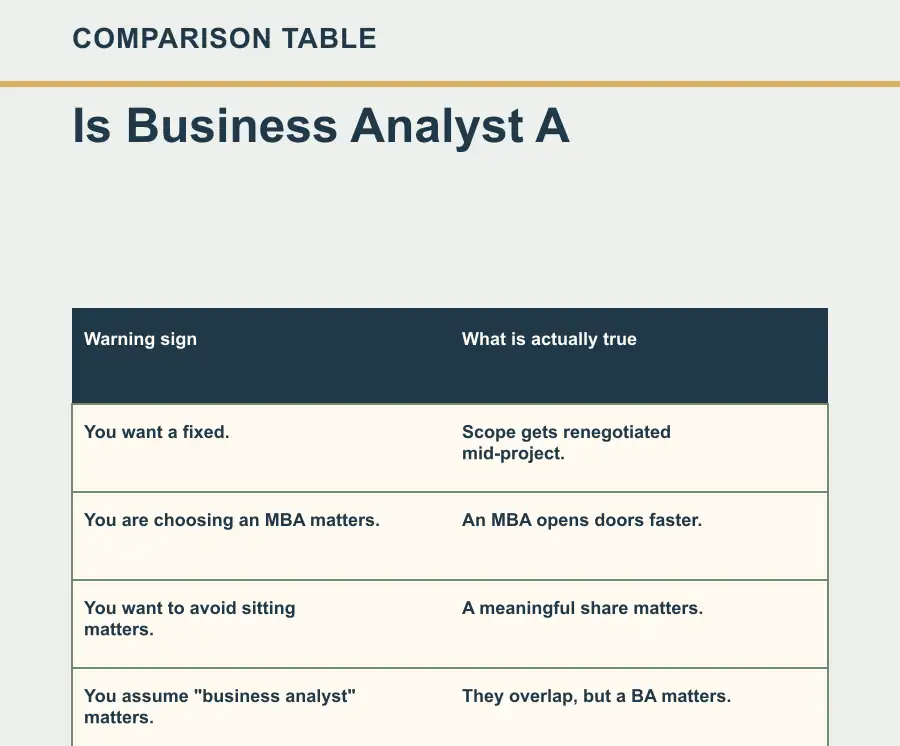 COMPARISON TABLE
Is Business Analyst A
Warning sign
What is actually true
You want a fixed.
Scope gets renegotiated
mid-project.
You are choosing an MBA matters.
An MBA opens doors faster.
You want to avoid sitting
matters.
A meaningful share matters.
You assume "business analyst"
matters.
They overlap, but a BA matters.